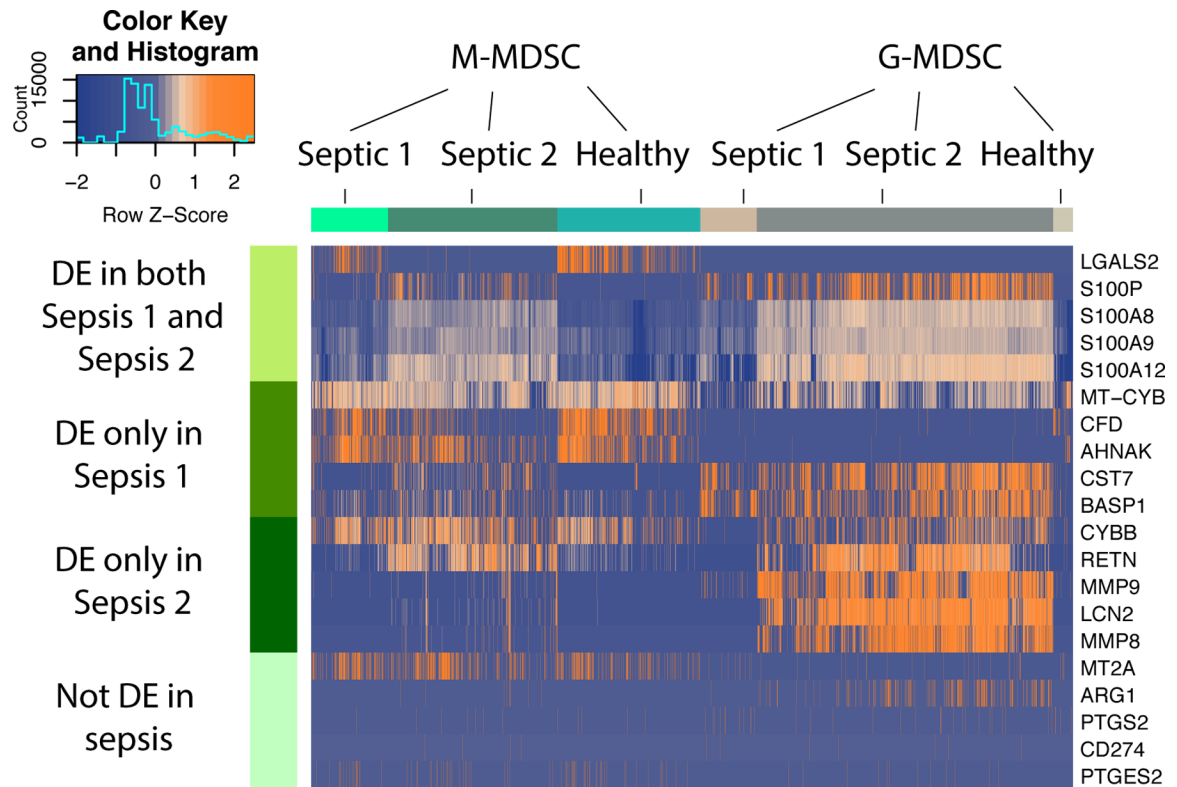 Color Key
and Histogram
Count
0
15000
−2
0
1
2
Row Z−Score
M-MDSC
G-MDSC
Septic 1
Septic 2
Healthy
Septic 1
Septic 2
Healthy
DE in both
Sepsis 1 and
Sepsis 2
DE only in
Sepsis 1
DE only in
Sepsis 2
Not DE in
sepsis
LGALS2
S100P
S100A8
S100A9
S100A12
MT−CYB
CFD
AHNAK
CST7
BASP1
CYBB
RETN
MMP9
LCN2
MMP8
MT2A
ARG1
PTGS2
CD274
PTGES2